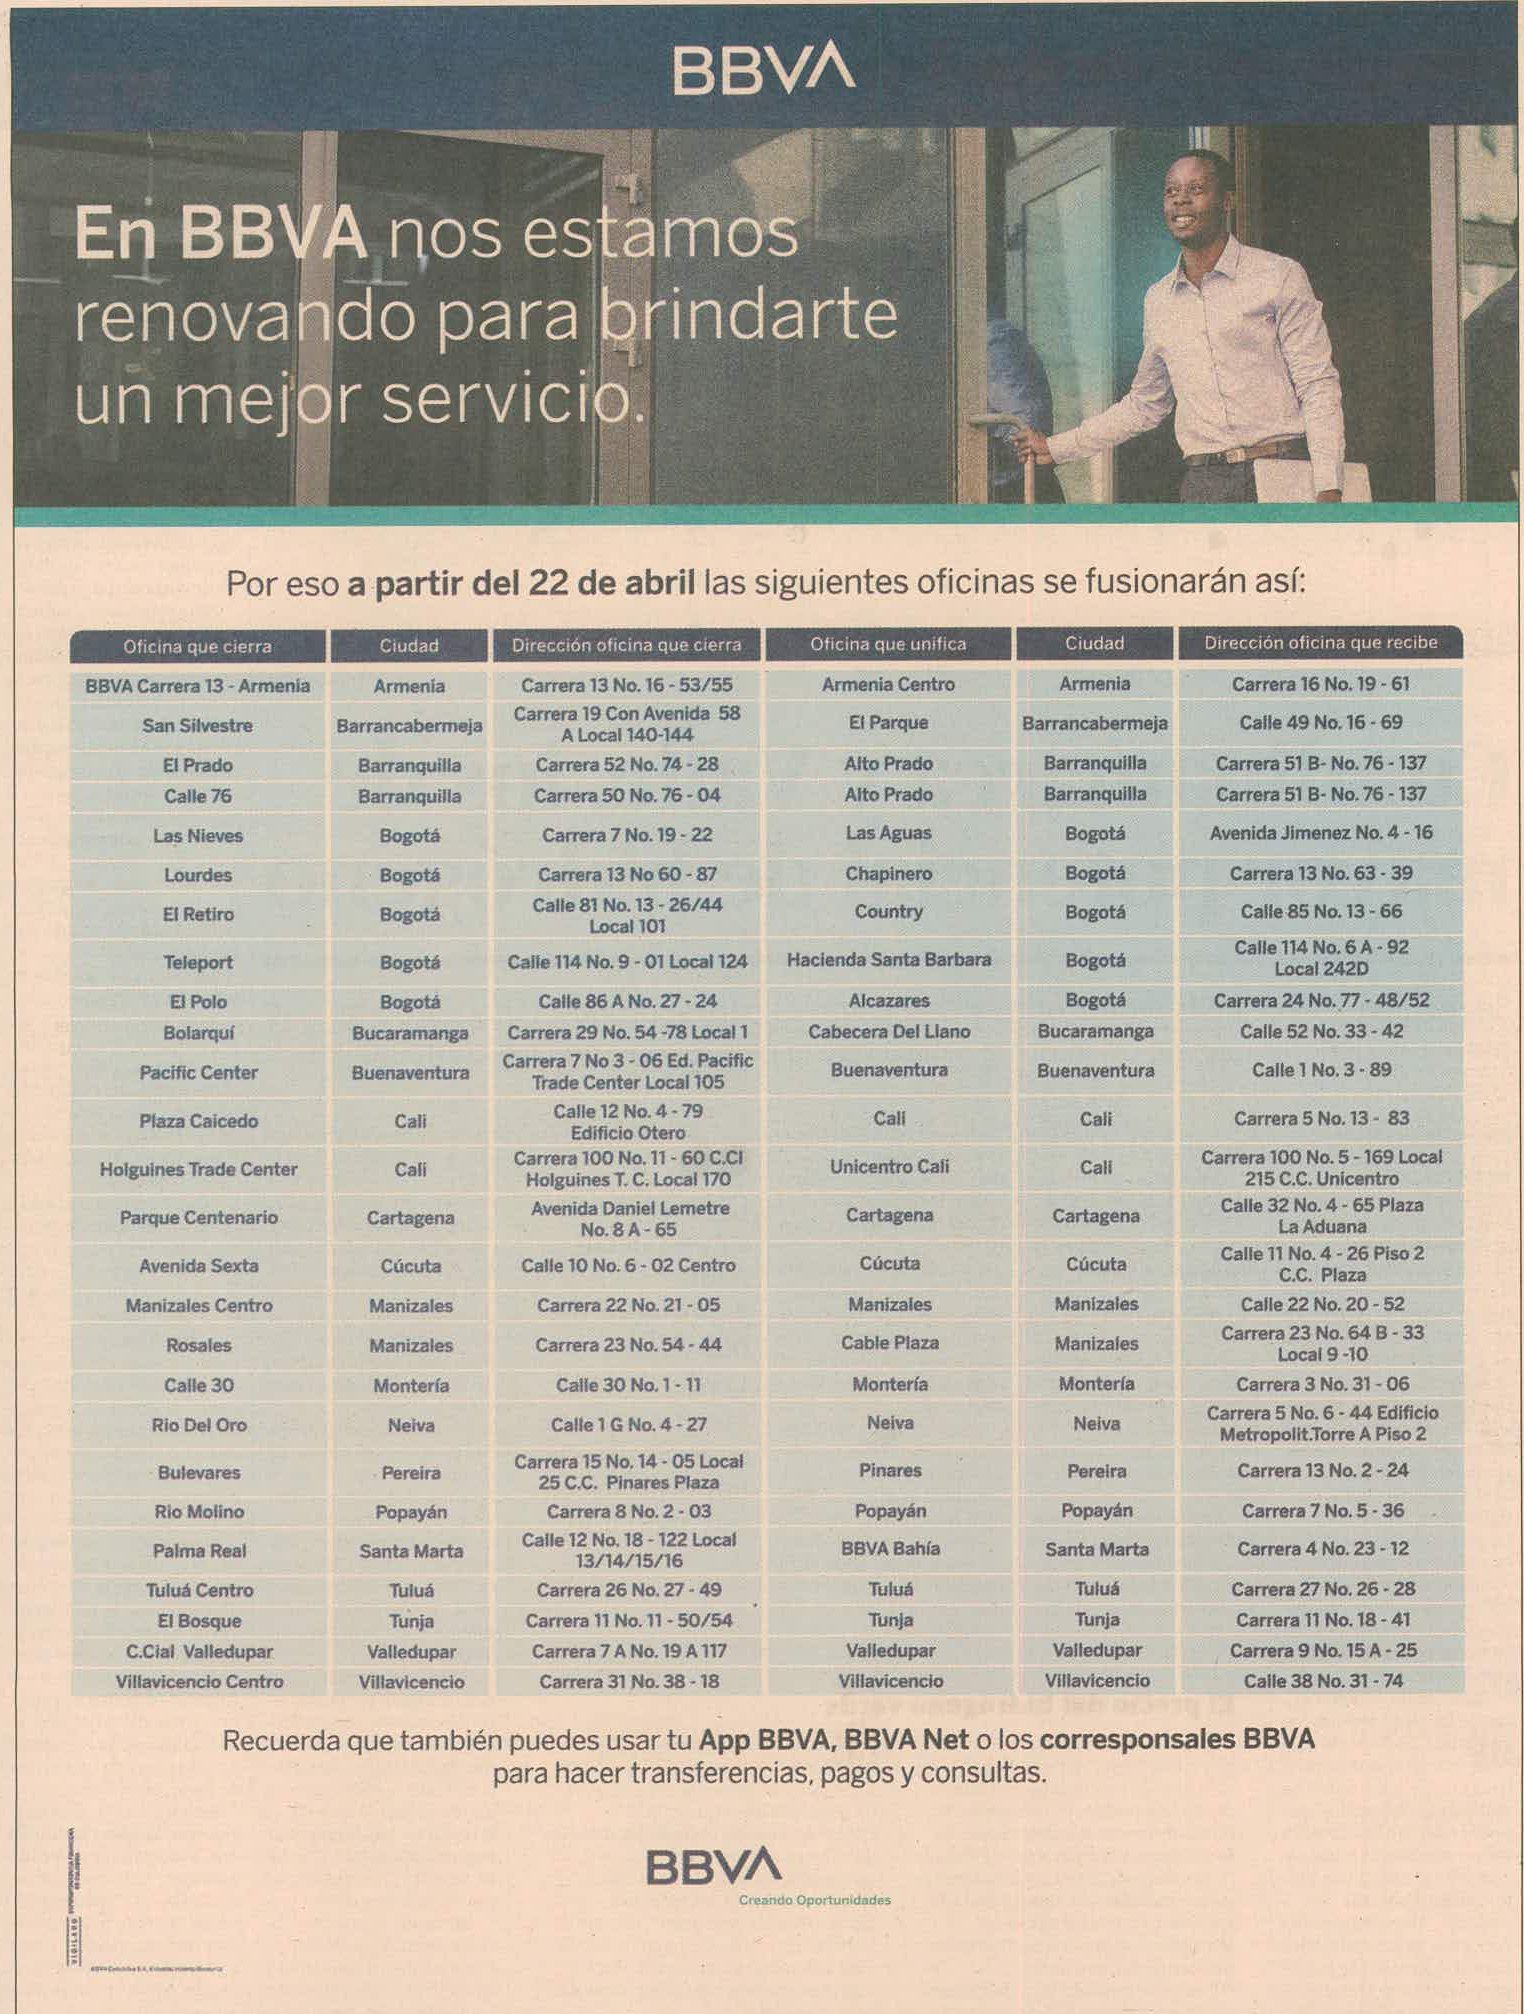 BBVA
En BBVA nos estamos
renovando para brindarte
un mejor servicio.
Por eso a partir del 22 de abril las siguientes oficinas se fusionarán así:
Oficina que cierra Ciudad Dirección oficina que cierra Oficina que unifica Ciudad Dirección oficina que recibe
BBVA Carrera 13 - Armenia Armenia Carrera 13 No. 16 - 53/55 Armenia Centro Armenia Carrera 16 No. 19 - 61
San Silvestre Barrancabermeja Carrera 19 Con Avenida 58
A Local 140-144 El Parque Barrancabermeja Calle 49 No. 16 - 69
El Prado Barranquilla Carrera 52 No. 74 - 28 Alto Prado Barranquilla Carrera 51 B- No. 76 - 137
Calle 76 Barranquilla Carrera 50 No. 76 - 04 Alto Prado Barranquilla Carrera 51 B- No. 76 - 137
Las Nieves Bogotá Carrera 7 No. 19 - 22 Las Aguas Bogotá Avenida Jimenez No. 4 - 16
Lourdes Bogotá Carrera 13 No 60 - 87 Chapinero Bogotá Carrera 13 No. 63 - 39
El Retiro Bogotá Calle 81 No. 13 - 26/44
Local 101 Country Bogotá Calle 85 No. 13 - 66
Teleport Bogotá Calle 114 No. 9 - 01 Local 124 Hacienda Santa Barbara Bogotá Calle 114 No. 6 A - 92
Local 242D
El Polo Bogotá Calle 86 A No. 27 - 24 Alcazares Bogotá Carrera 24 No. 77 - 48/52
Bolarquí Bucaramanga Carrera 29 No. 54 -78 Local 1 Cabecera Del Llano Bucaramanga Calle 52 No. 33 - 42
Pacific Center Buenaventura Carrera 7 No 3 - 06 Ed. Pacific
Trade Center Local 105 Buenaventura Buenaventura Calle 1 No. 3 - 89
Plaza Caicedo Cali Calle 12 No. 4 - 79
Edificio Otero Cali Cali Carrera 5 No. 13 - 83
Holguines Trade Center Cali Carrera 100 No. 11 - 60 C.Cl
Holguines T. C. Local 170 Unicentro Cali Cali Carrera 100 No. 5 - 169 Local
215 C.C. Unicentro
Parque Centenario Cartagena Avenida Daniel Lemetre
No. 8 A - 65 Cartagena Cartagena Calle 32 No. 4 - 65 Plaza
La Aduana
Avenida Sexta Cúcuta Calle 10 No. 6 - 02 Centro Cúcuta Cúcuta Calle 11 No. 4 - 26 Piso 2
C.C. Plaza
Manizales Centro Manizales Carrera 22 No. 21 - 05 Manizales Manizales Calle 22 No. 20 - 52
Rosales Manizales Carrera 23 No. 54 - 44 Cable Plaza Manizales Carrera 23 No. 64 B - 33
Local 9 -10
Calle 30 Montería Calle 30 No. 1 - 11 Montería Montería Carrera 3 No. 31 - 06
Rio Del Oro Neiva Calle 1 G No. 4 - 27 Neiva Neiva Carrera 5 No. 6 - 44 Edificio
Metropolit.Torre A Piso 2
Bulevares Pereira Carrera 15 No. 14 - 05 Local
25 C.C. Pinares Plaza Pinares Pereira Carrera 13 No. 2 - 24
Rio Molino Popayán Carrera 8 No. 2 - 03 Popayán Popayán Carrera 7 No. 5 - 36
Palma Real Santa Marta Calle 12 No. 18 - 122 Local
13/14/15/16 BBVA Bahía Santa Marta Carrera 4 No. 23 - 12
Tuluá Centro Tuluá Carrera 26 No. 27 - 49 Tuluá Tuluá Carrera 27 No. 26 - 28
El Bosque Tunja Carrera 11 No. 11 - 50/54 Tunja Tunja Carrera 11 No. 18 - 41
C.Cial Valledupar Valledupar Carrera 7 A No. 19 A 117 Valledupar Valledupar Carrera 9 No. 15 A - 25
Villavicencio Centro Villavicencio Carrera 31 No. 38 - 18 Villavicencio Villavicencio Calle 38 No. 31 - 74
Recuerda que también puedes usar tu App BBVA, BBVA Net o los corresponsales BBVA
para hacer transferencias, pagos y consultas.
BBVA
Creando Oportunidades
VIGILADO SUPERINTENDENCIA FINANCIERA
DE COLOMBIA
BBVA Colombia S.A.